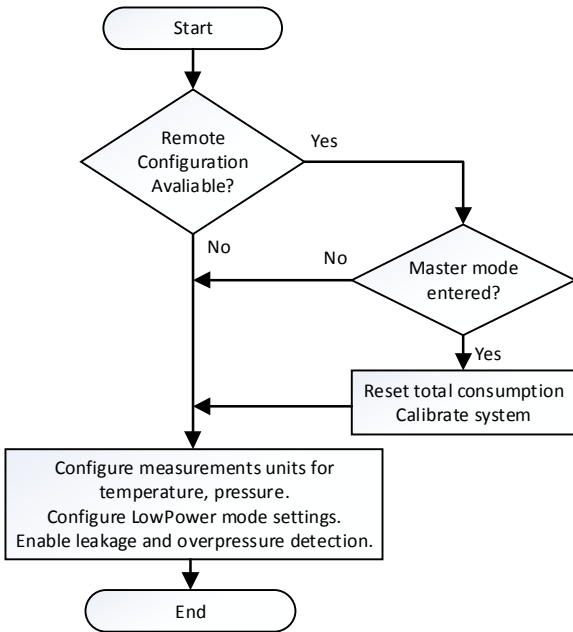 Start
Remote
Configuration
Avaliable?
Yes
No
No
Master mode
entered?
Yes
Reset total consumption
Calibrate system
Configure measurements units for
temperature, pressure.
Configure LowPower mode settings.
Enable leakage and overpressure detection.
End